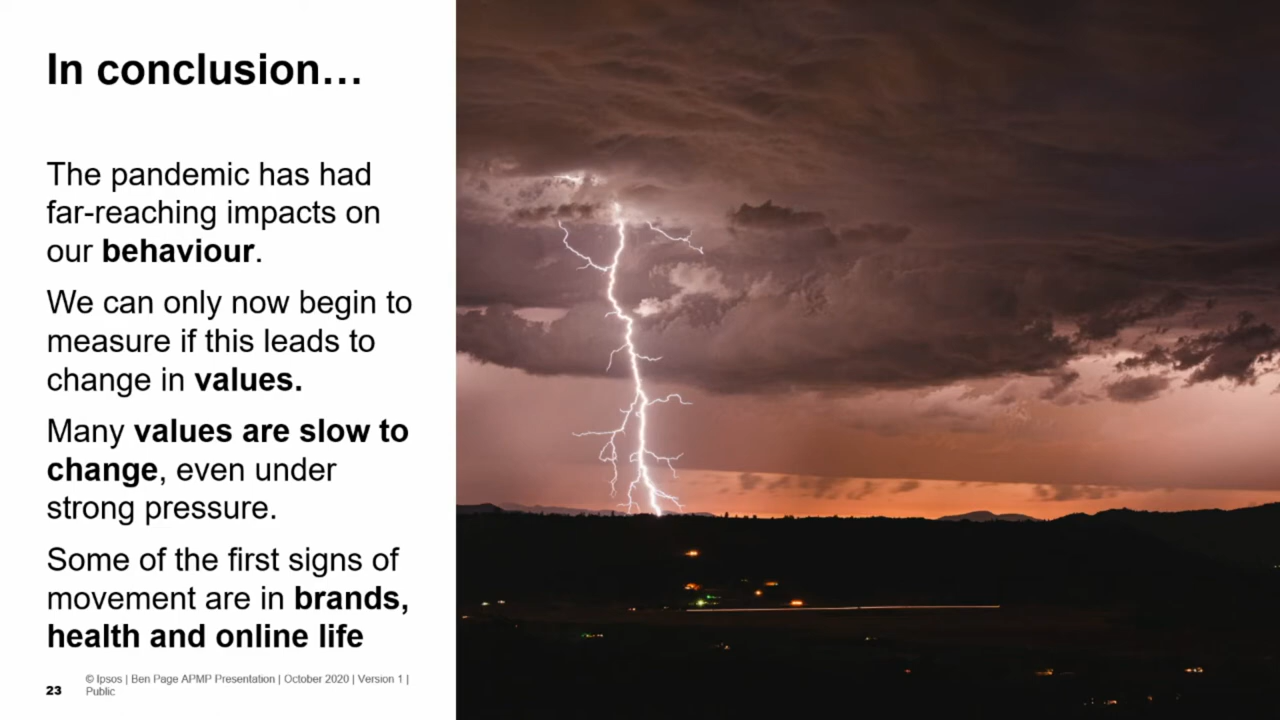 In conclusion…
The pandemic has had
far-reaching impacts on
our behaviour.
We can only now begin to
measure if this leads to
change in values.
Many values are slow to
change, even under
strong pressure.
Some of the first signs of
movement are in brands,
health and online life
23
© Ipsos | Ben Page APMP Presentation | October 2020 | Version 1 |
Public